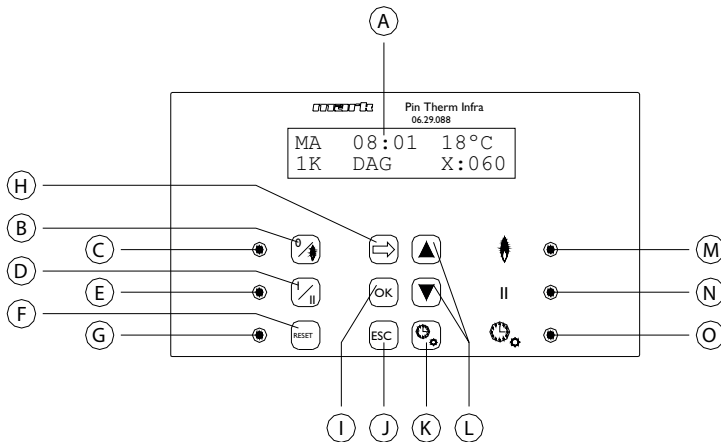 A
mark Pin Therm Infra
06.29.088
MA 08:01 18°C
1K DAG X:060
H
B
C 0 M
D
E I/II OK II N
F
G RESET ESC O
I J K L